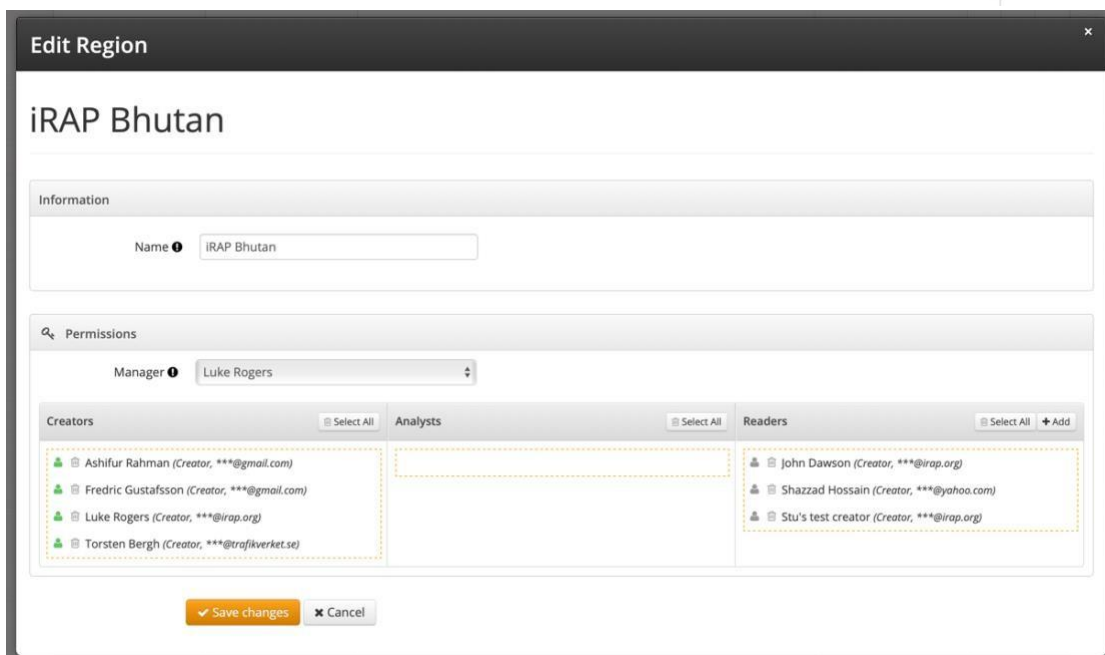 Edit Region
×
iRAP Bhutan
Information
Name iRAP Bhutan
Permissions
Manager Luke Rogers
Creators Select All Analysts Select All Readers Select All + Add
Ashifur Rahman (Creator, ***@gmail.com)
Fredric Gustafsson (Creator, ***@gmail.com)
Luke Rogers (Creator, ***@irap.org)
Torsten Bergh (Creator, ***@trafikverket.se)
John Dawson (Creator, ***@irap.org)
Shazzad Hossain (Creator, ***@yahoo.com)
Stu's test creator (Creator, ***@irap.org)
Save changes Cancel